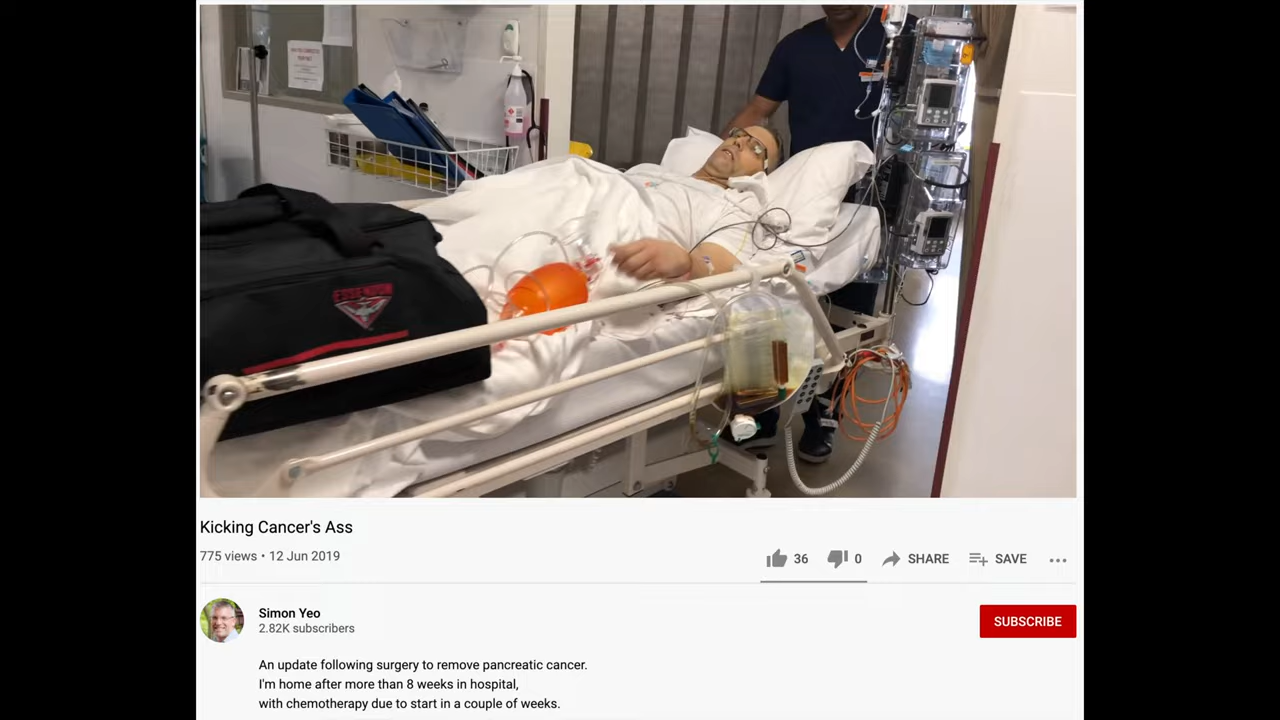 ESSENDON
Kicking Cancer's Ass
775 views • 12 Jun 2019
36
0
SHARE
SAVE
Simon Yeo
2.82K subscribers
SUBSCRIBE
An update following surgery to remove pancreatic cancer.
I'm home after more than 8 weeks in hospital,
with chemotherapy due to start in a couple of weeks.